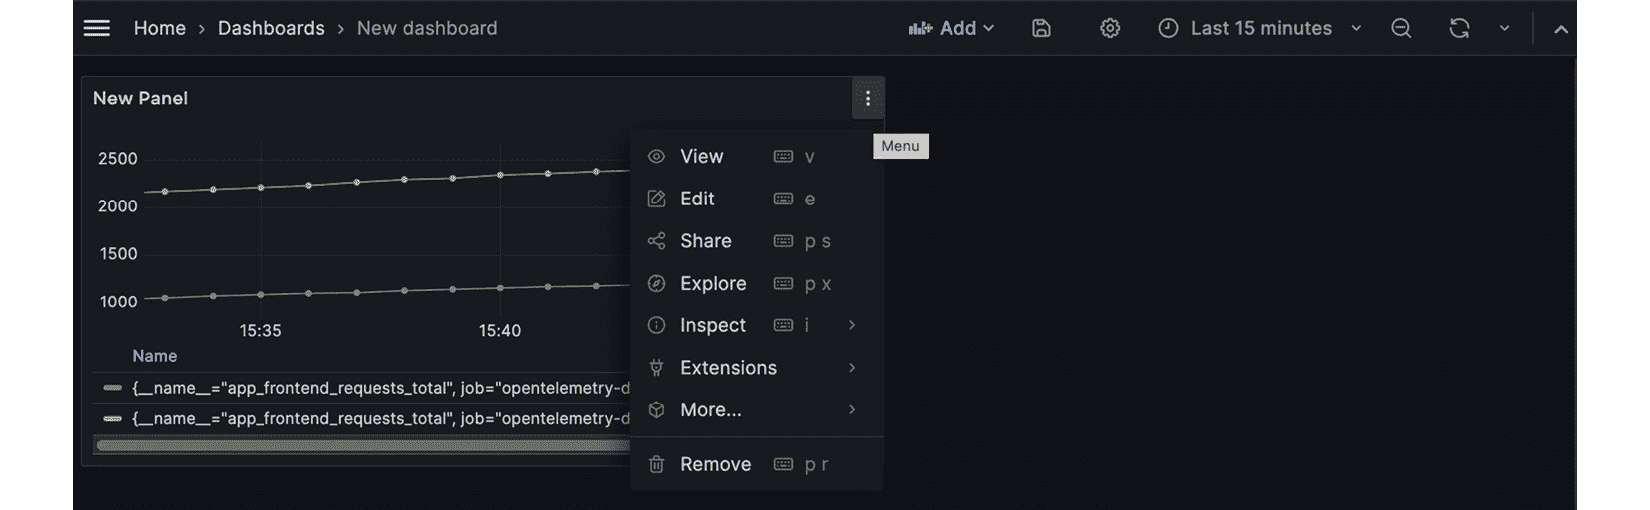 Home › Dashboards › New dashboard Add Last 15 minutes
New Panel
Menu
2500
2000
1500
1000
15:35 15:40
Name
{__name__="app_frontend_requests_total", job="opentelemetry-d
{__name__="app_frontend_requests_total", job="opentelemetry-d
View v
Edit e
Share p s
Explore p x
Inspect i
Extensions
More...
Remove p r